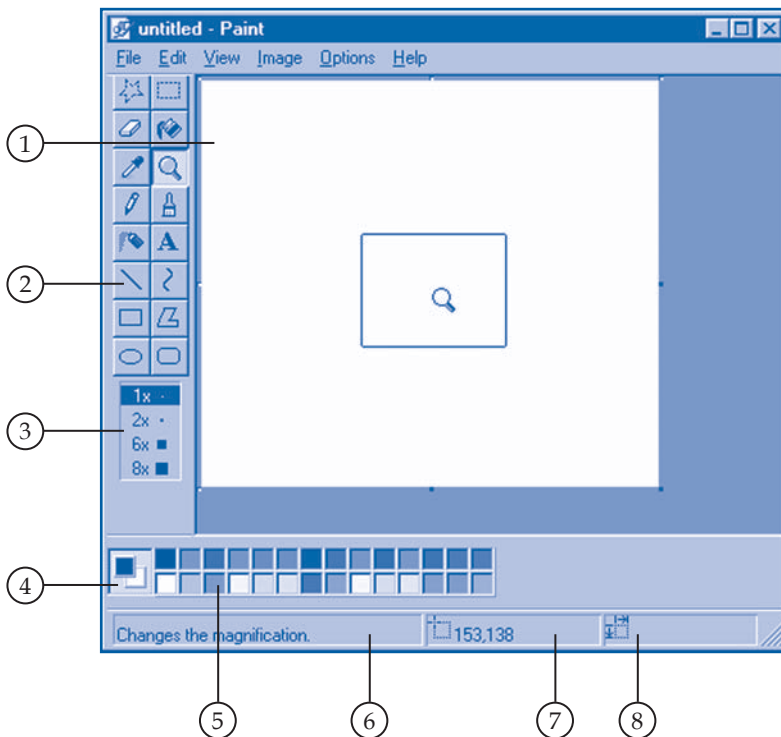 untitled - Paint
File Edit View Image Options Help
1
A
2
1x
2x
3
6x
8x
4
Changes the magnification. 153,138
5 6 7 8